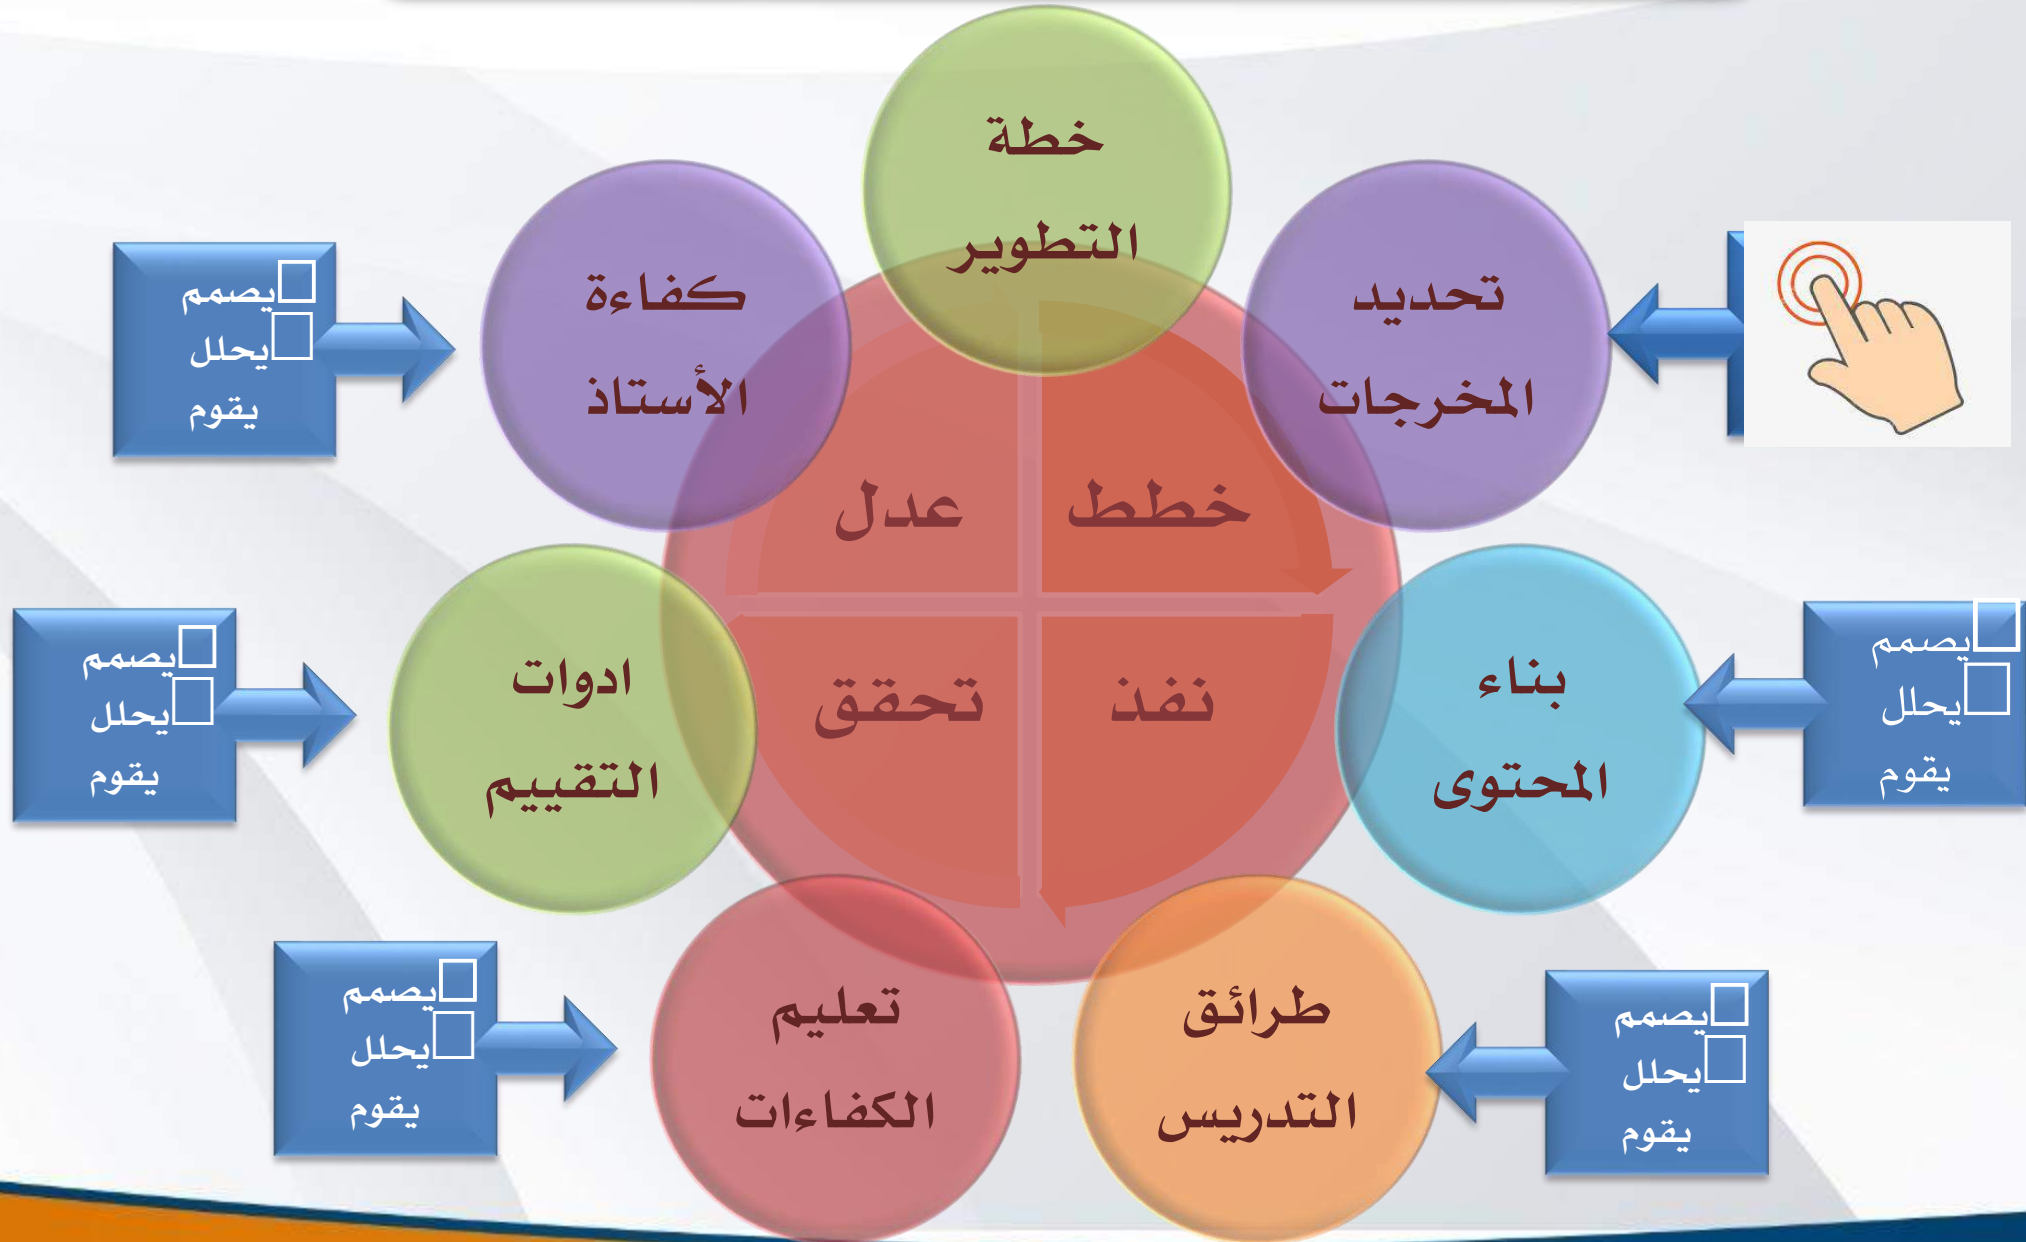 خطة
التطوير
تحديد
المخرجات
بناء
المحتوى
□يصمم
□يحلل
يقوم
طرائق
التدريس
□يصمم
□يحلل
يقوم
تعليم
الكفاءات
□يصمم
□يحلل
يقوم
ادوات
التقييم
□يصمم
□يحلل
يقوم
كفاءة
الأستاذ
□يصمم
□يحلل
يقوم
خطط
عدل
نفذ
تحقق